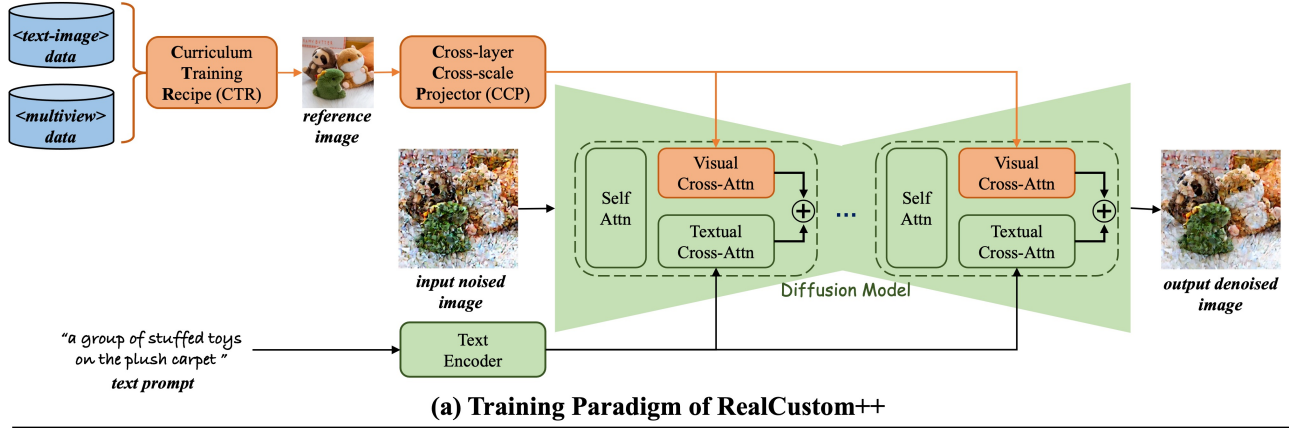 <text-image>
data
<multiview>
data
Curriculum
Training
Recipe (CTR)
reference
image
Cross-layer
Cross-scale
Projector (CCP)
input noised
image
Self
Attn
Visual
Cross-Attn
+
Textual
Cross-Attn
...
Self
Attn
Visual
Cross-Attn
+
Textual
Cross-Attn
Diffusion Model
output denoised
image
“a group of stuffed toys
on the plush carpet ”
text prompt
Text
Encoder
(a) Training Paradigm of RealCustom++